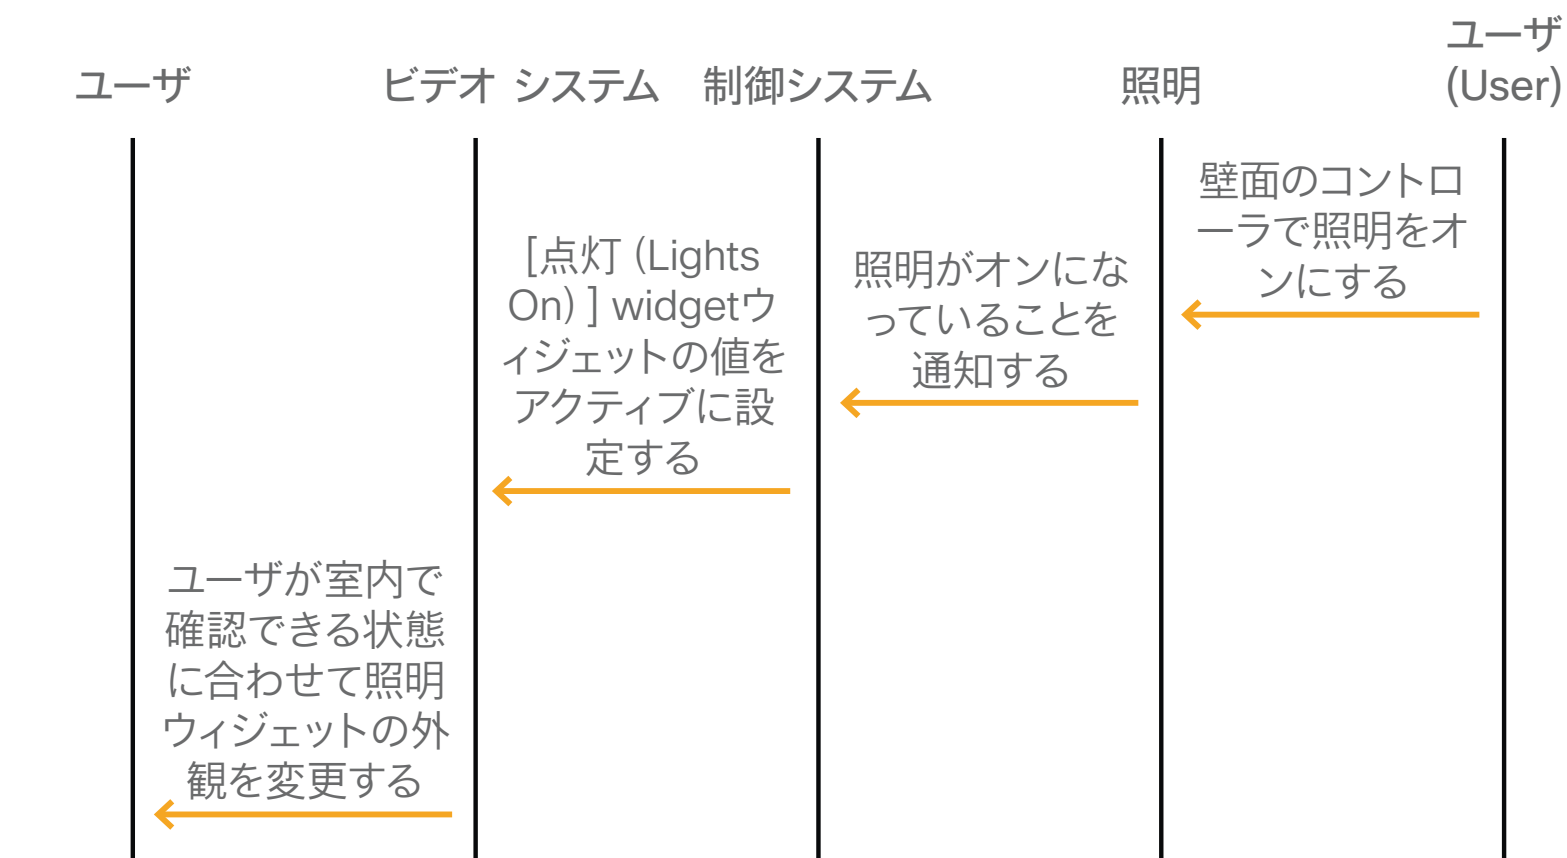 ユーザ
ビデオ システム
制御システム
照明
ユーザ
(User)
壁面のコントロ
ーラで照明をオ
ンにする
照明がオンにな
っていることを
通知する
[点灯 (Lights
On) ] widgetウ
ィジェットの値を
アクティブに設
定する
ユーザが室内で
確認できる状態
に合わせて照明
ウィジェットの外
観を変更する